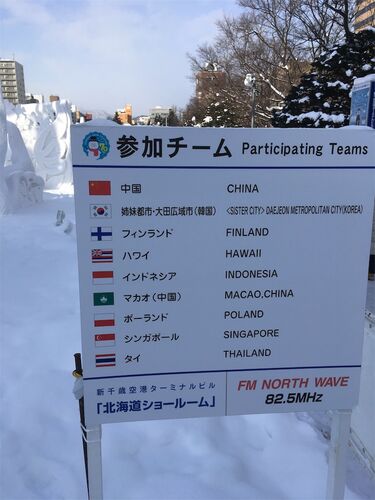 参加チーム Participating Teams
中国 CHINA
姉妹都市・大田広域市(韓国) <SISTER CITY> DAEJEON METROPOLITAN CITY(KOREA)
フィンランド FINLAND
ハワイ HAWAII
インドネシア INDONESIA
マカオ(中国) MACAO,CHINA
ポーランド POLAND
シンガポール SINGAPORE
タイ THAILAND
新千歳空港ターミナルビル
「北海道ショールーム」
FM NORTH WAVE
82.5MHz